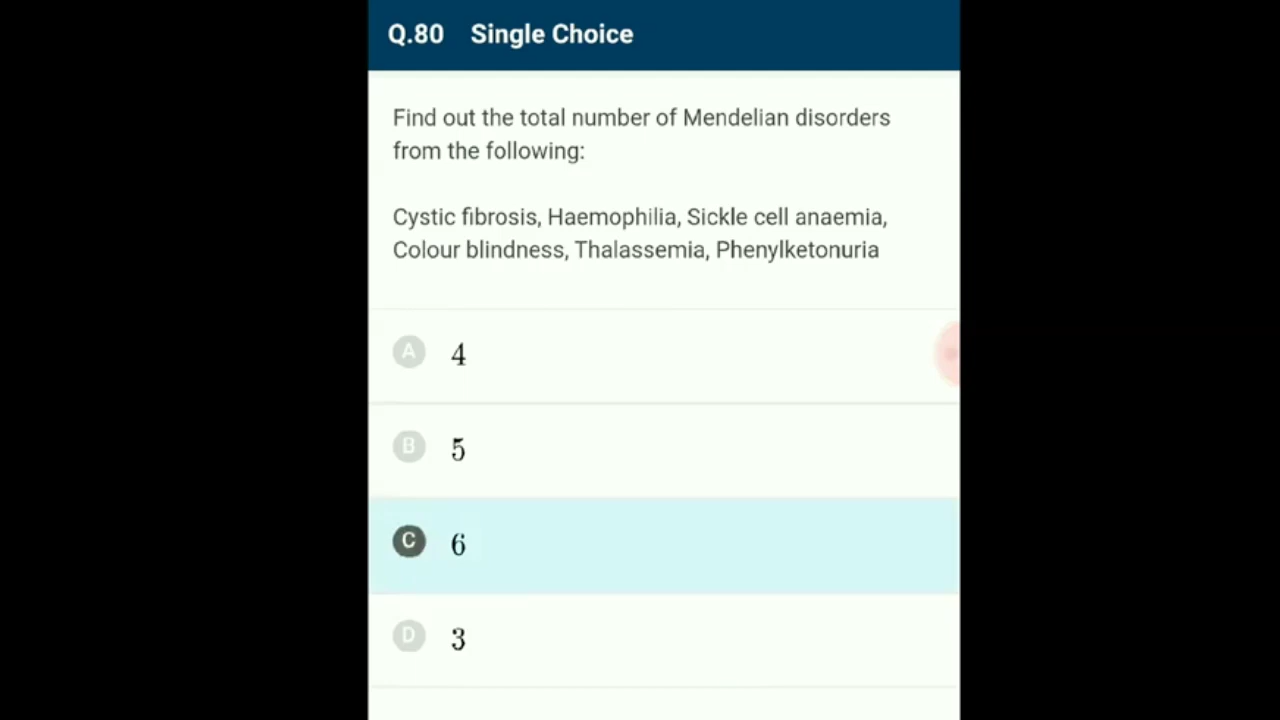 Q.80 Single Choice
Find out the total number of Mendelian disorders
from the following:
Cystic fibrosis, Haemophilia, Sickle cell anaemia,
Colour blindness, Thalassemia, Phenylketonuria
A 4
B 5
C 6
D 3